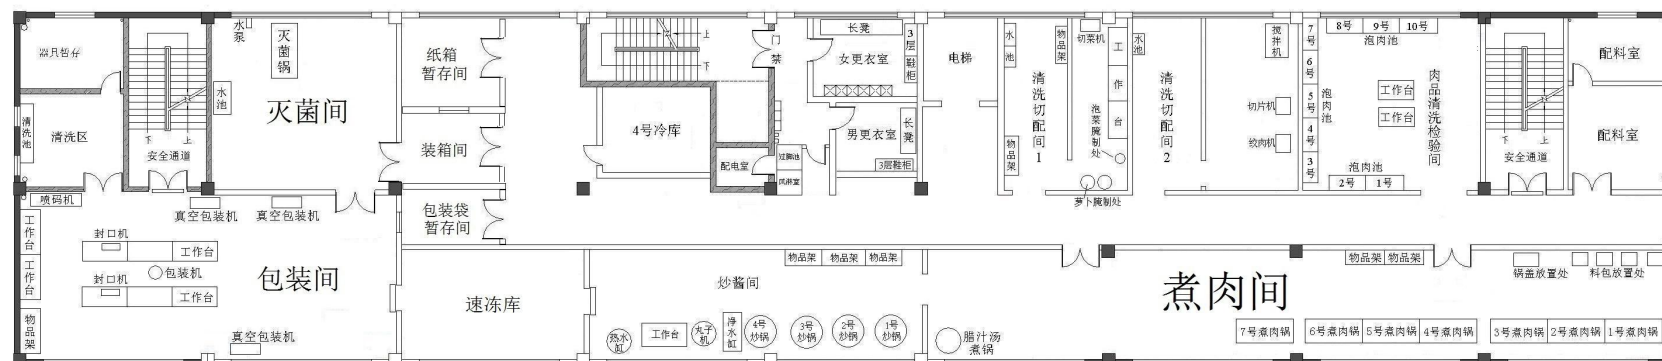 器具暂存
清洗池
清洗区
下
上
安全通道
水泵
灭菌锅
水池
灭菌间
纸箱
暂存间
装箱间
包装袋
暂存间
上
下
4号冷库
门禁
配电室
过脚池
风淋室
长凳
3层鞋柜
女更衣室
男更衣室
长凳
3层鞋柜
电梯
水池
物品架
清洗切配间1
物品架
切菜机
工作台
泡菜腌制处
萝卜腌制处
水池
清洗切配间2
搅拌机
切片机
绞肉机
8号
9号
10号
泡肉池
7号
6号
5号
4号
3号
泡肉池
工作台
工作台
肉品清洗检验间
泡肉池
2号
1号
下
上
安全通道
配料室
配料室
喷码机
真空包装机
真空包装机
工作台
工作台
物品架
封口机
工作台
包装机
封口机
工作台
包装间
真空包装机
速冻库
物品架
物品架
物品架
炒酱间
热水缸
工作台
丸子机
净水缸
4号炒锅
3号炒锅
2号炒锅
1号炒锅
腊汁汤
煮锅
煮肉间
物品架
物品架
锅盖放置处
料包放置处
7号煮肉锅
6号煮肉锅
5号煮肉锅
4号煮肉锅
3号煮肉锅
2号煮肉锅
1号煮肉锅